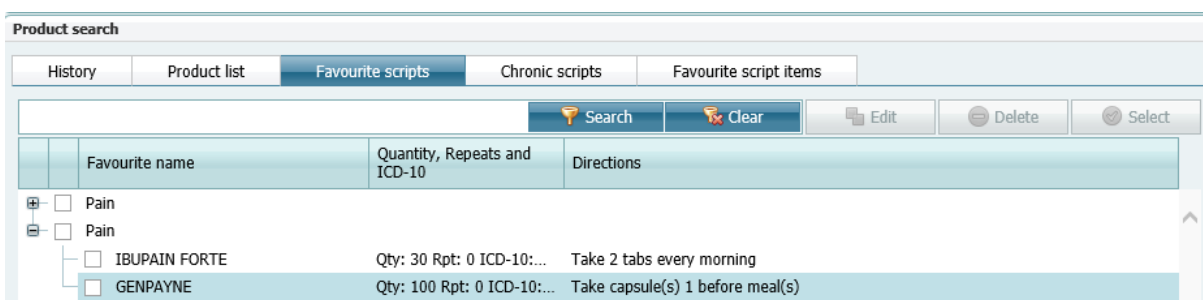 Product search
History Product list Favourite scripts Chronic scripts Favourite script items
Search Clear Edit Delete Select
Favourite name Quantity, Repeats and ICD-10 Directions
Pain
Pain
IBUPAIN FORTE Qty: 30 Rpt: 0 ICD-10:... Take 2 tabs every morning
GENPAYNE Qty: 100 Rpt: 0 ICD-10:... Take capsule(s) 1 before meal(s)